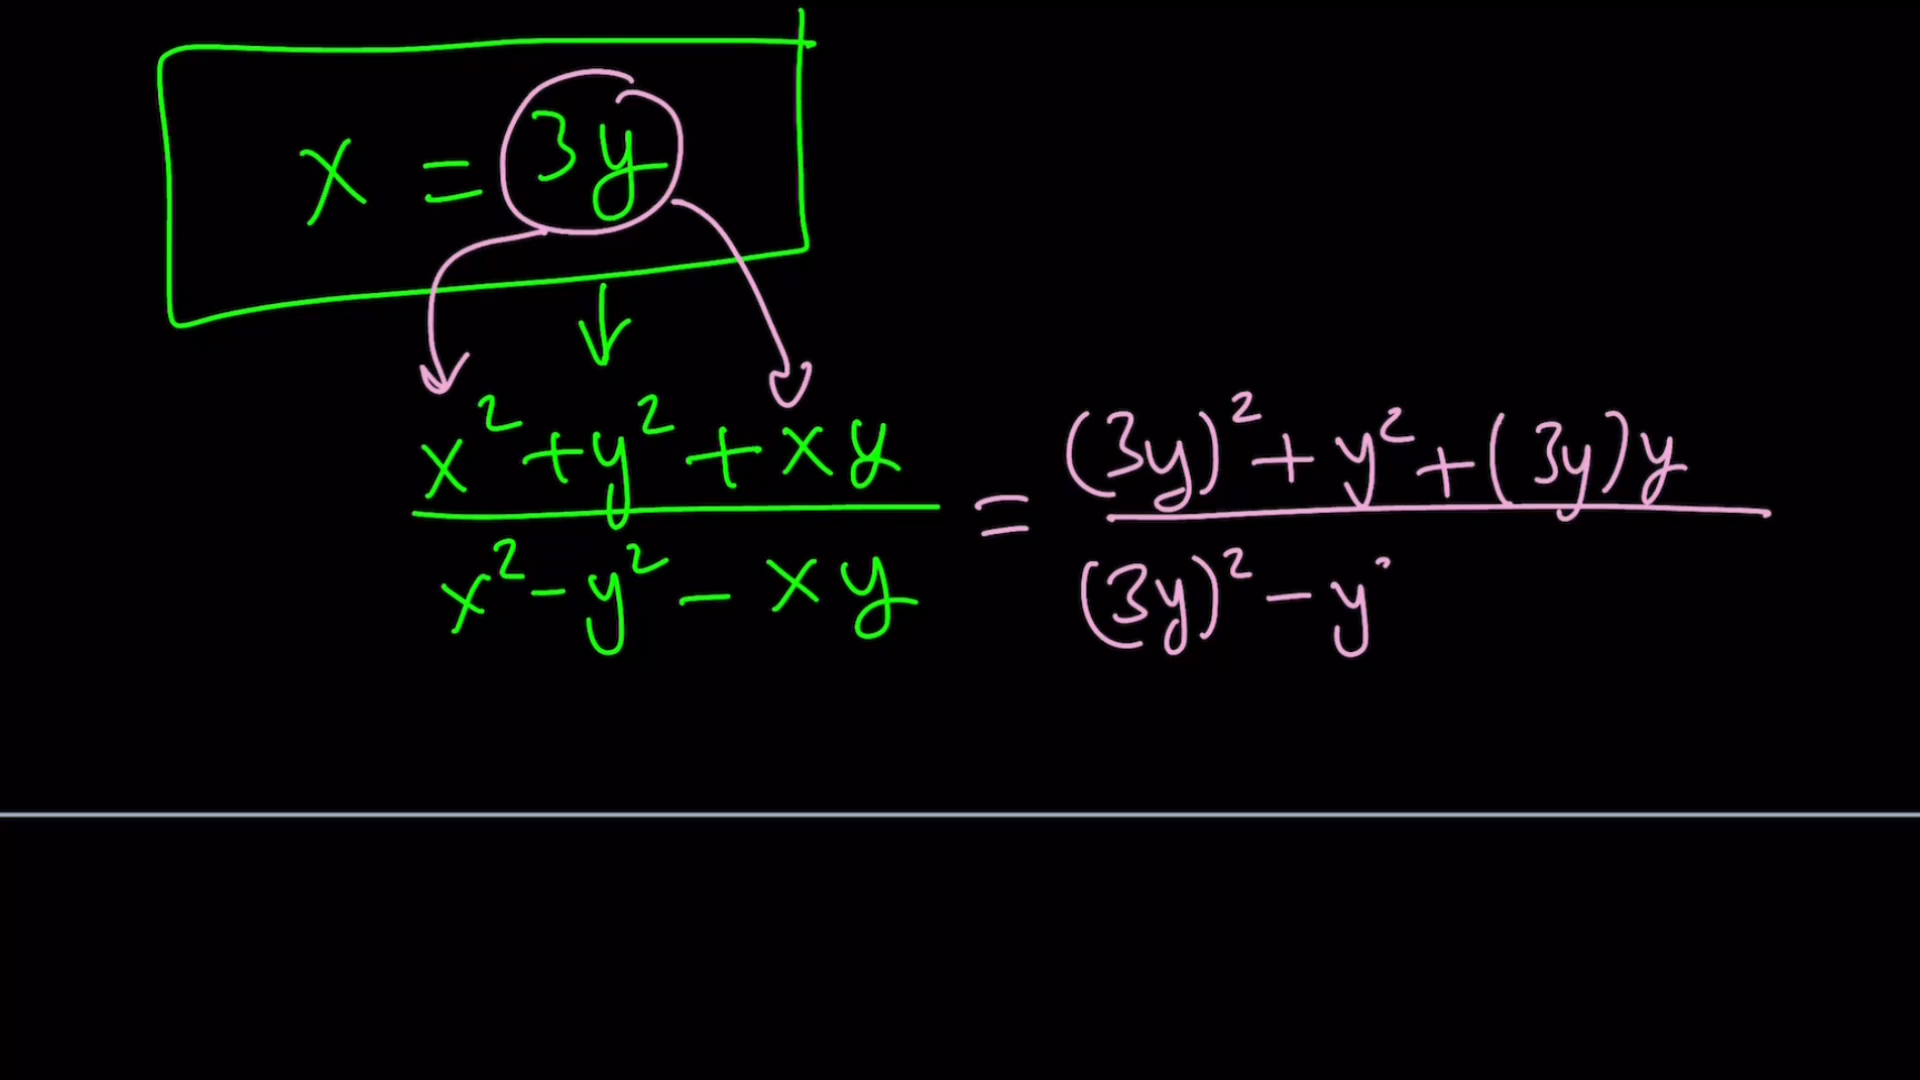 x = 3y
x² + y² + xy / x² - y² - xy = (3y)² + y² + (3y)y / (3y)² - y²